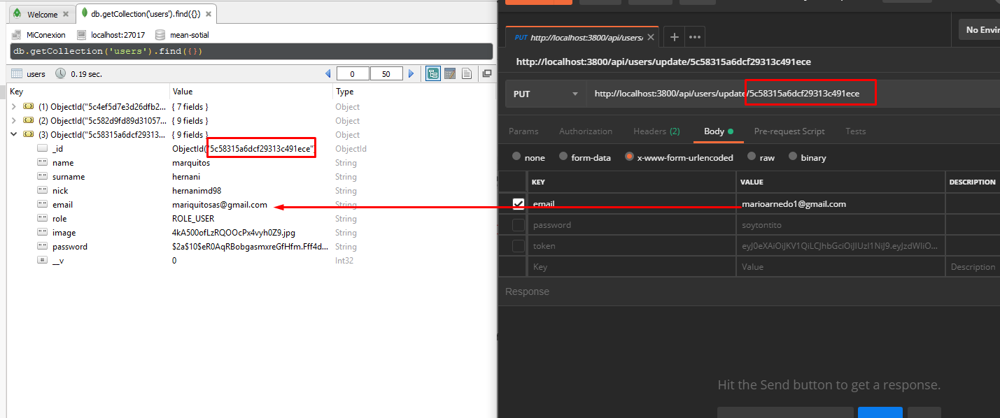 Welcome
db.getCollection('users').find({})
MiConexion localhost:27017 mean-sotial
db.getCollection('users').find({})
users 0.19 sec. 0 50
Key Value Type
(1) ObjectId("5c4ef5d7e3d26dfb2... { 7 fields } Object
(2) ObjectId("5c582d9fd89d31057... { 9 fields } Object
(3) ObjectId("5c58315a6dcf29313... { 9 fields } Object
_id ObjectId("5c58315a6dcf29313c491ece") ObjectId
name marquitos String
surname hernani String
nick hernanimd98 String
email mariquitosas@gmail.com String
role ROLE_USER String
image 4kA500ofLzRQOOcPx4vyh0Z9.jpg String
password $2a$10$eR0AqRBobgasmxreGfHfm.Fff4d... String
__v 0 Int32
No Envir
PUT http://localhost:3800/api/users/
http://localhost:3800/api/users/update/5c58315a6dcf29313c491ece
PUT http://localhost:3800/api/users/update/5c58315a6dcf29313c491ece
Params Authorization Headers (2) Body Pre-request Script Tests
none form-data x-www-form-urlencoded raw binary
KEY VALUE DESCRIPTION
email marioarnedo1@gmail.com
password soytontito
token eyJ0eXAiOiJKV1QiLCJhbGciOiJIUzI1NiJ9.eyJzdWIiO...
Key Value Description
Response
Hit the Send button to get a response.